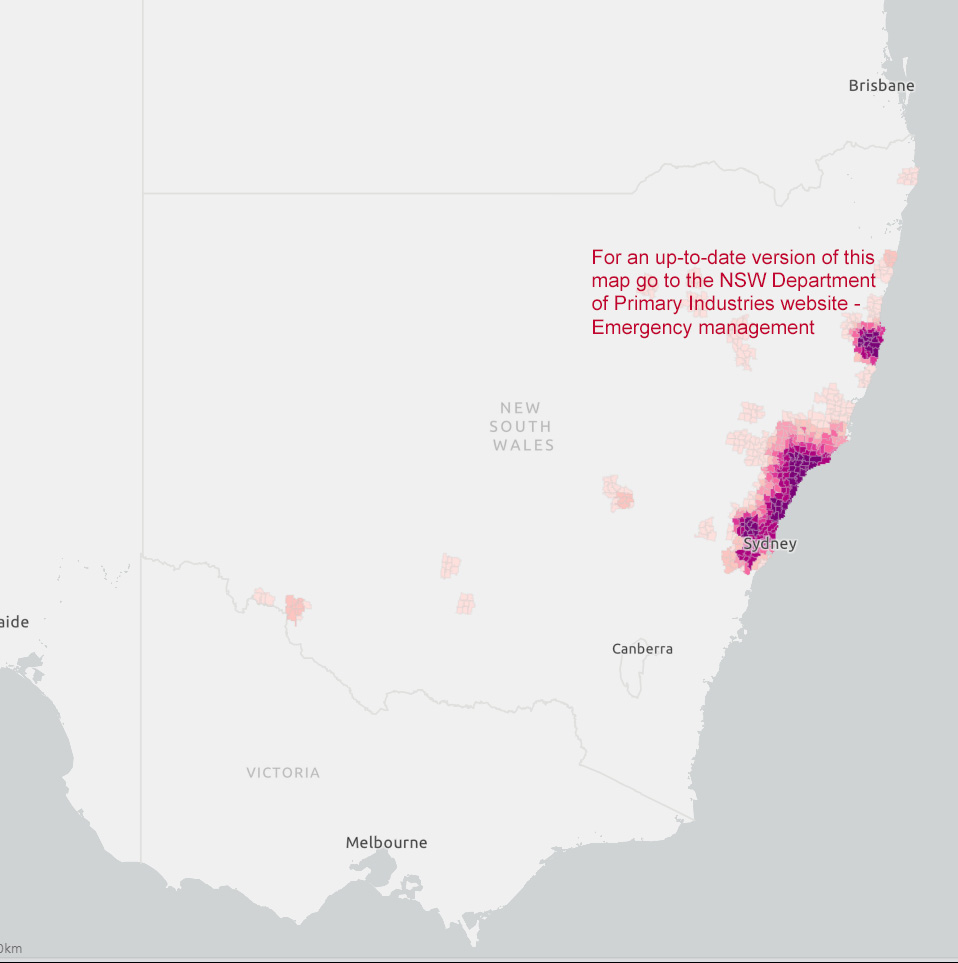 Brisbane
For an up-to-date version of this
map go to the NSW Department
of Primary Industries website -
Emergency management
NEW
SOUTH
WALES
Sydney
aide
Canberra
VICTORIA
Melbourne
0km